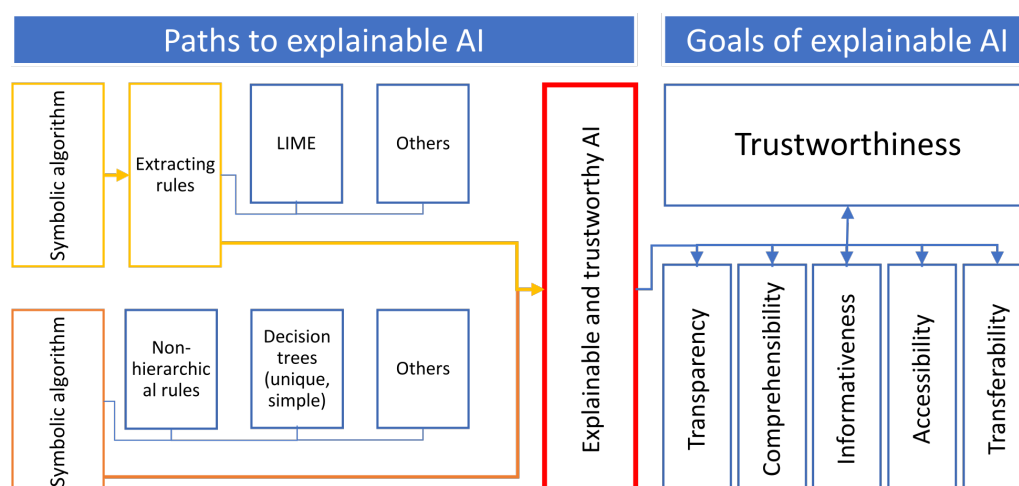 Paths to explainable AI
Goals of explainable AI
Symbolic algorithm
Extracting
rules
LIME
Others
Explainable and trustworthy AI
Trustworthiness
Symbolic algorithm
Non-
hierarchic
al rules
Decision
trees
(unique,
simple)
Others
Transparency
Comprehensibility
Informativeness
Accessibility
Transferability